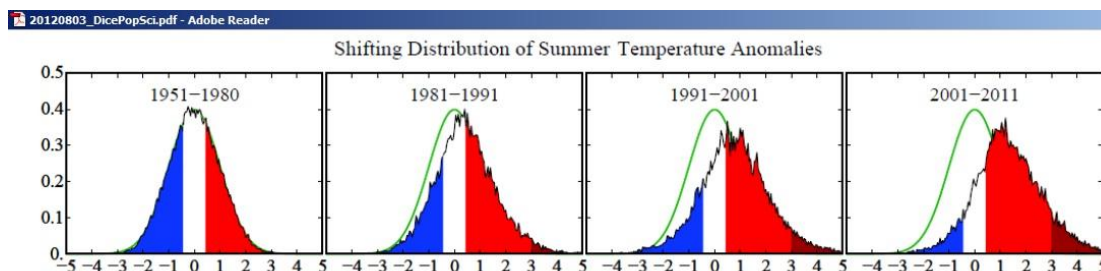 20120803_DicePopSci.pdf - Adobe Reader
Shifting Distribution of Summer Temperature Anomalies
0.5
0.4
0.3
0.2
0.1
0.
1951−1980
1981−1991
1991−2001
2001−2011
−5 −4 −3 −2 −1 0 1 2 3 4 5
−4 −3 −2 −1 0 1 2 3 4 5
−4 −3 −2 −1 0 1 2 3 4 5
−4 −3 −2 −1 0 1 2 3 4 5